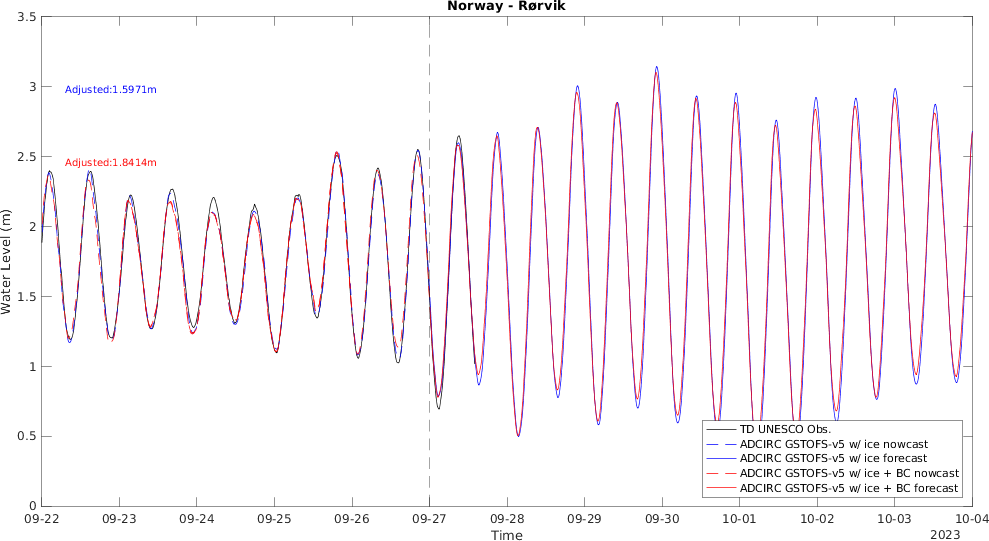 Norway - Rørvik
3.5
3
2.5
2
1.5
1
0.5
0
Water Level (m)
Adjusted:1.5971m
Adjusted:1.8414m
TD UNESCO Obs.
ADCIRC GSTOFS-v5 w/ ice nowcast
ADCIRC GSTOFS-v5 w/ ice forecast
ADCIRC GSTOFS-v5 w/ ice + BC nowcast
ADCIRC GSTOFS-v5 w/ ice + BC forecast
09-22 09-23 09-24 09-25 09-26 09-27 09-28 09-29 09-30 10-01 10-02 10-03 10-04
Time
2023